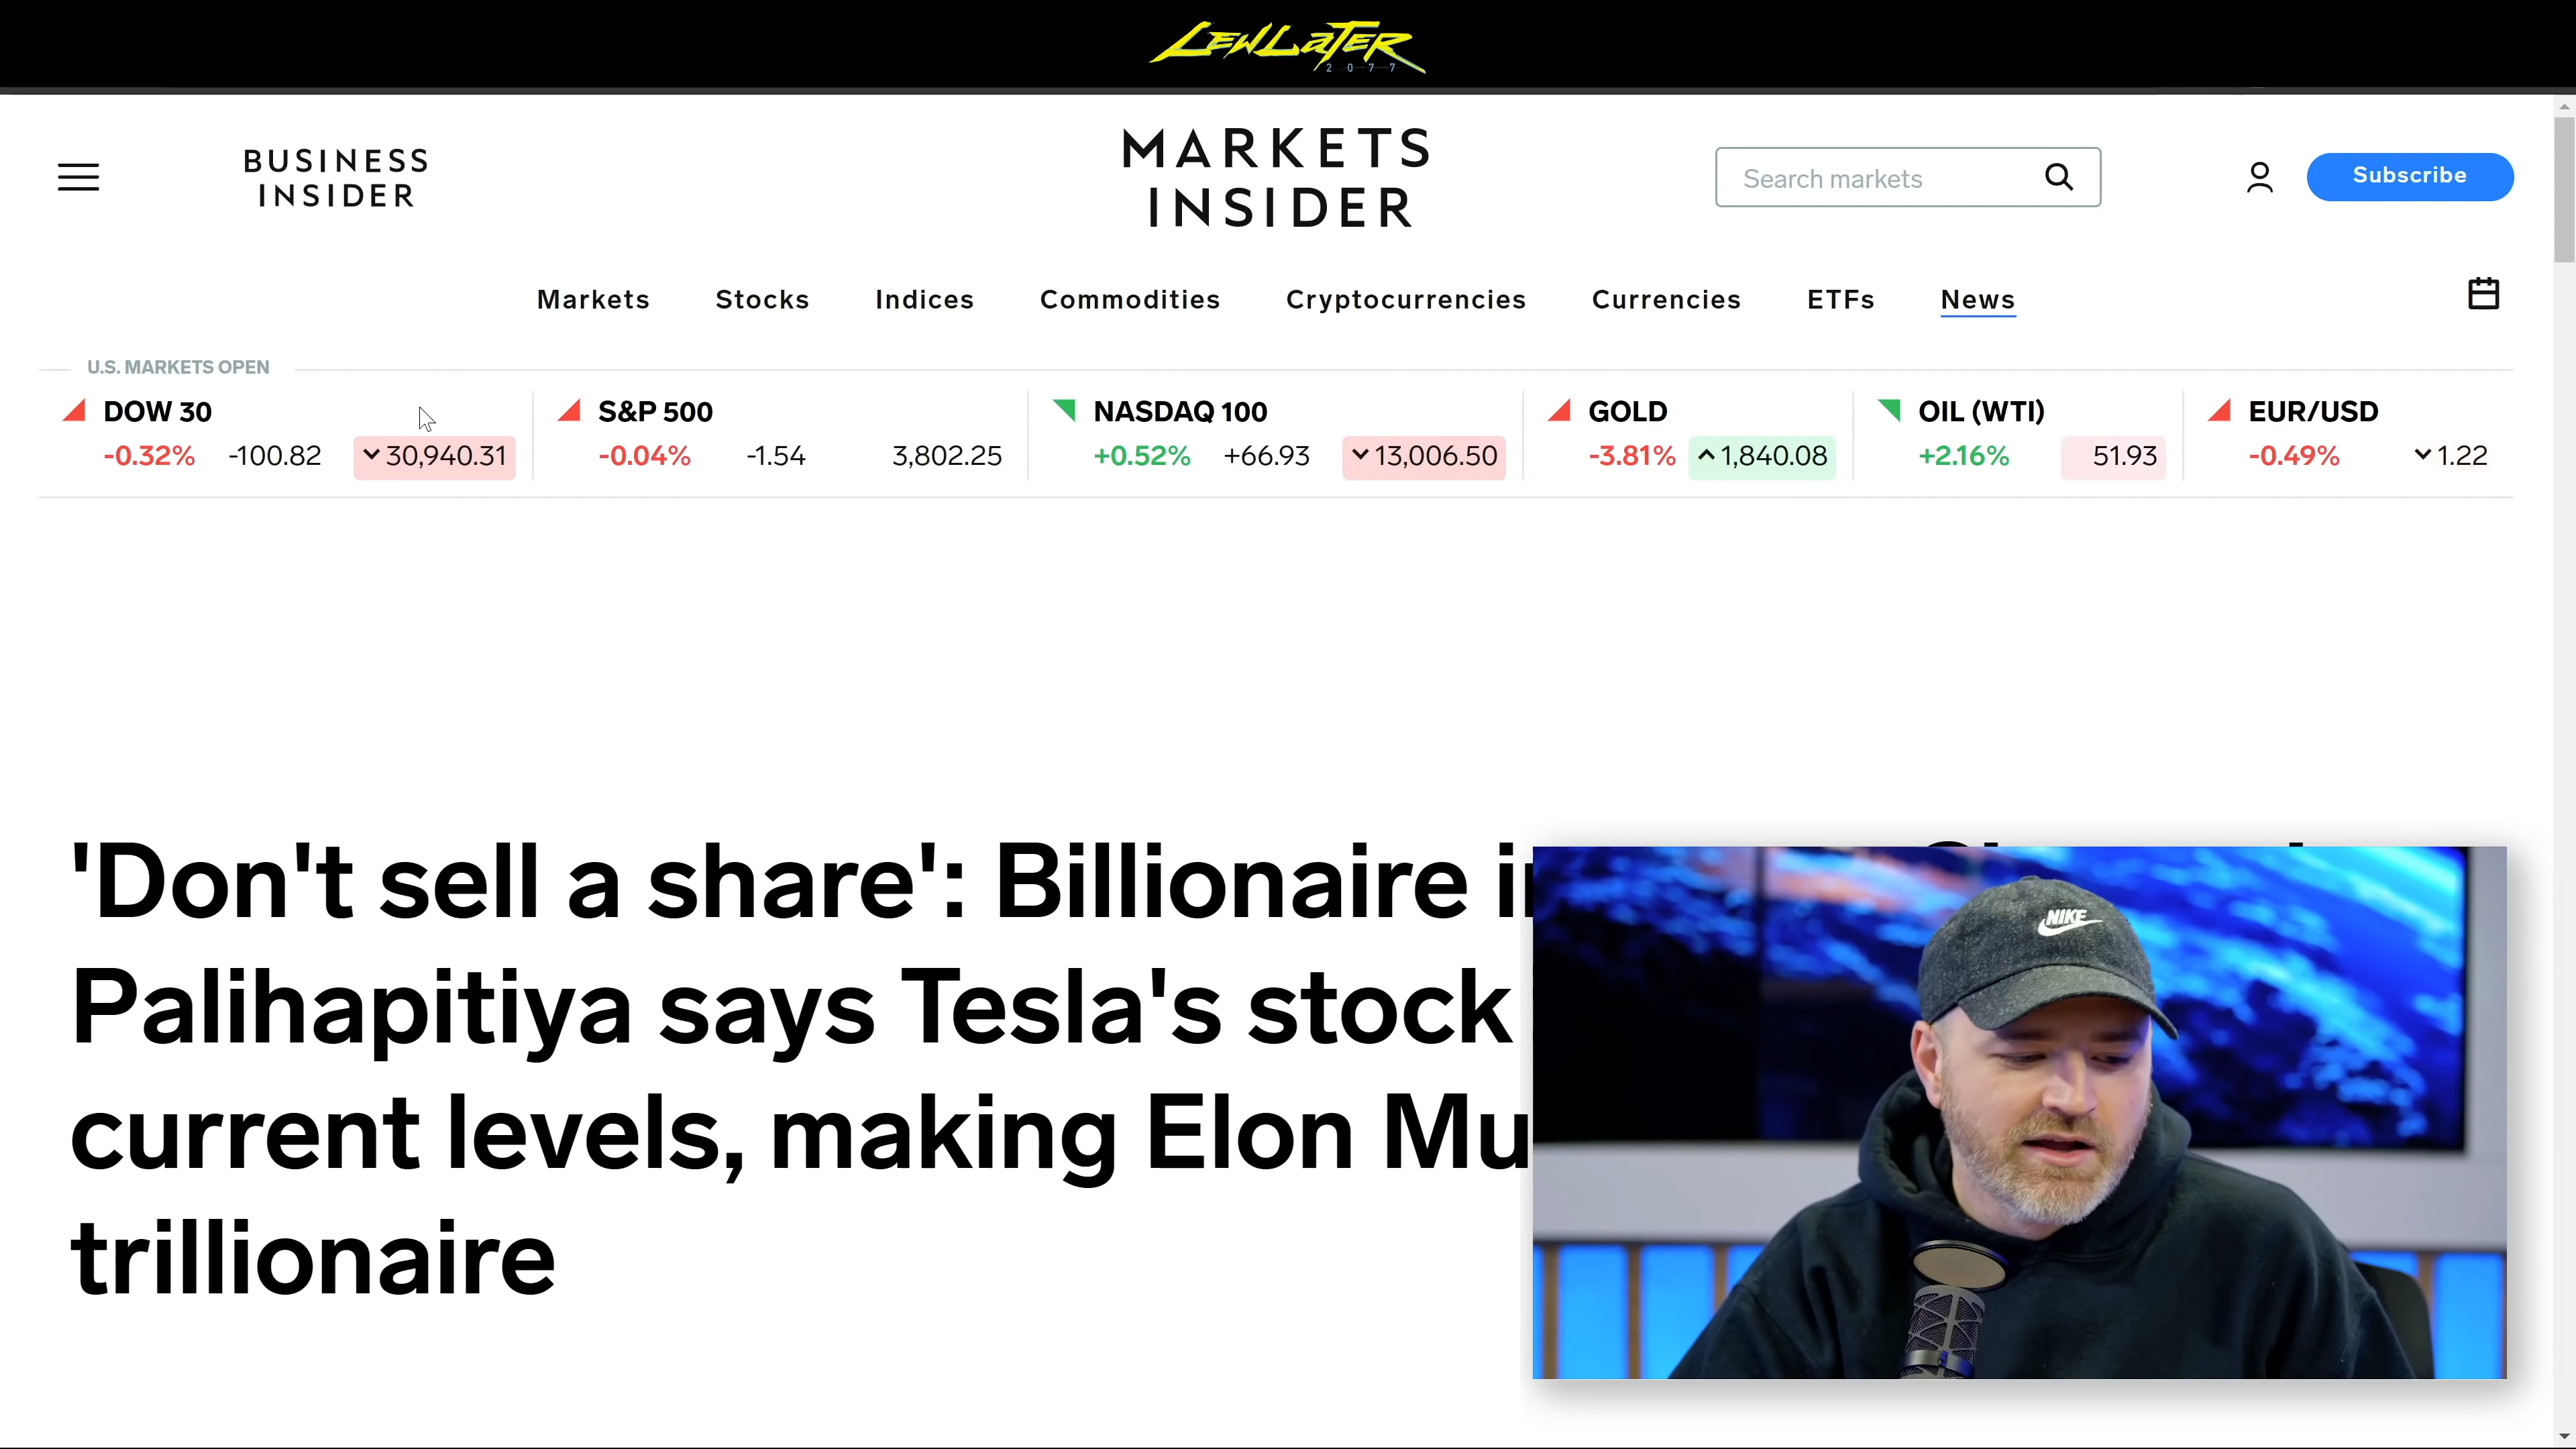 LEWLATER
2077
BUSINESS
INSIDER
MARKETS
INSIDER
Search markets
Subscribe
Markets Stocks Indices Commodities Cryptocurrencies Currencies ETFs News
U.S. MARKETS OPEN
DOW 30 S&P 500 NASDAQ 100 GOLD OIL (WTI) EUR/USD
-0.32% -100.82 30,940.31 -0.04% -1.54 3,802.25 +0.52% +66.93 13,006.50 -3.81% 1,840.08 +2.16% 51.93 -0.49% 1.22
'Don't sell a share': Billionaire
Palihapitiya says Tesla's stock
current levels, making Elon
trillionaire
NIKE